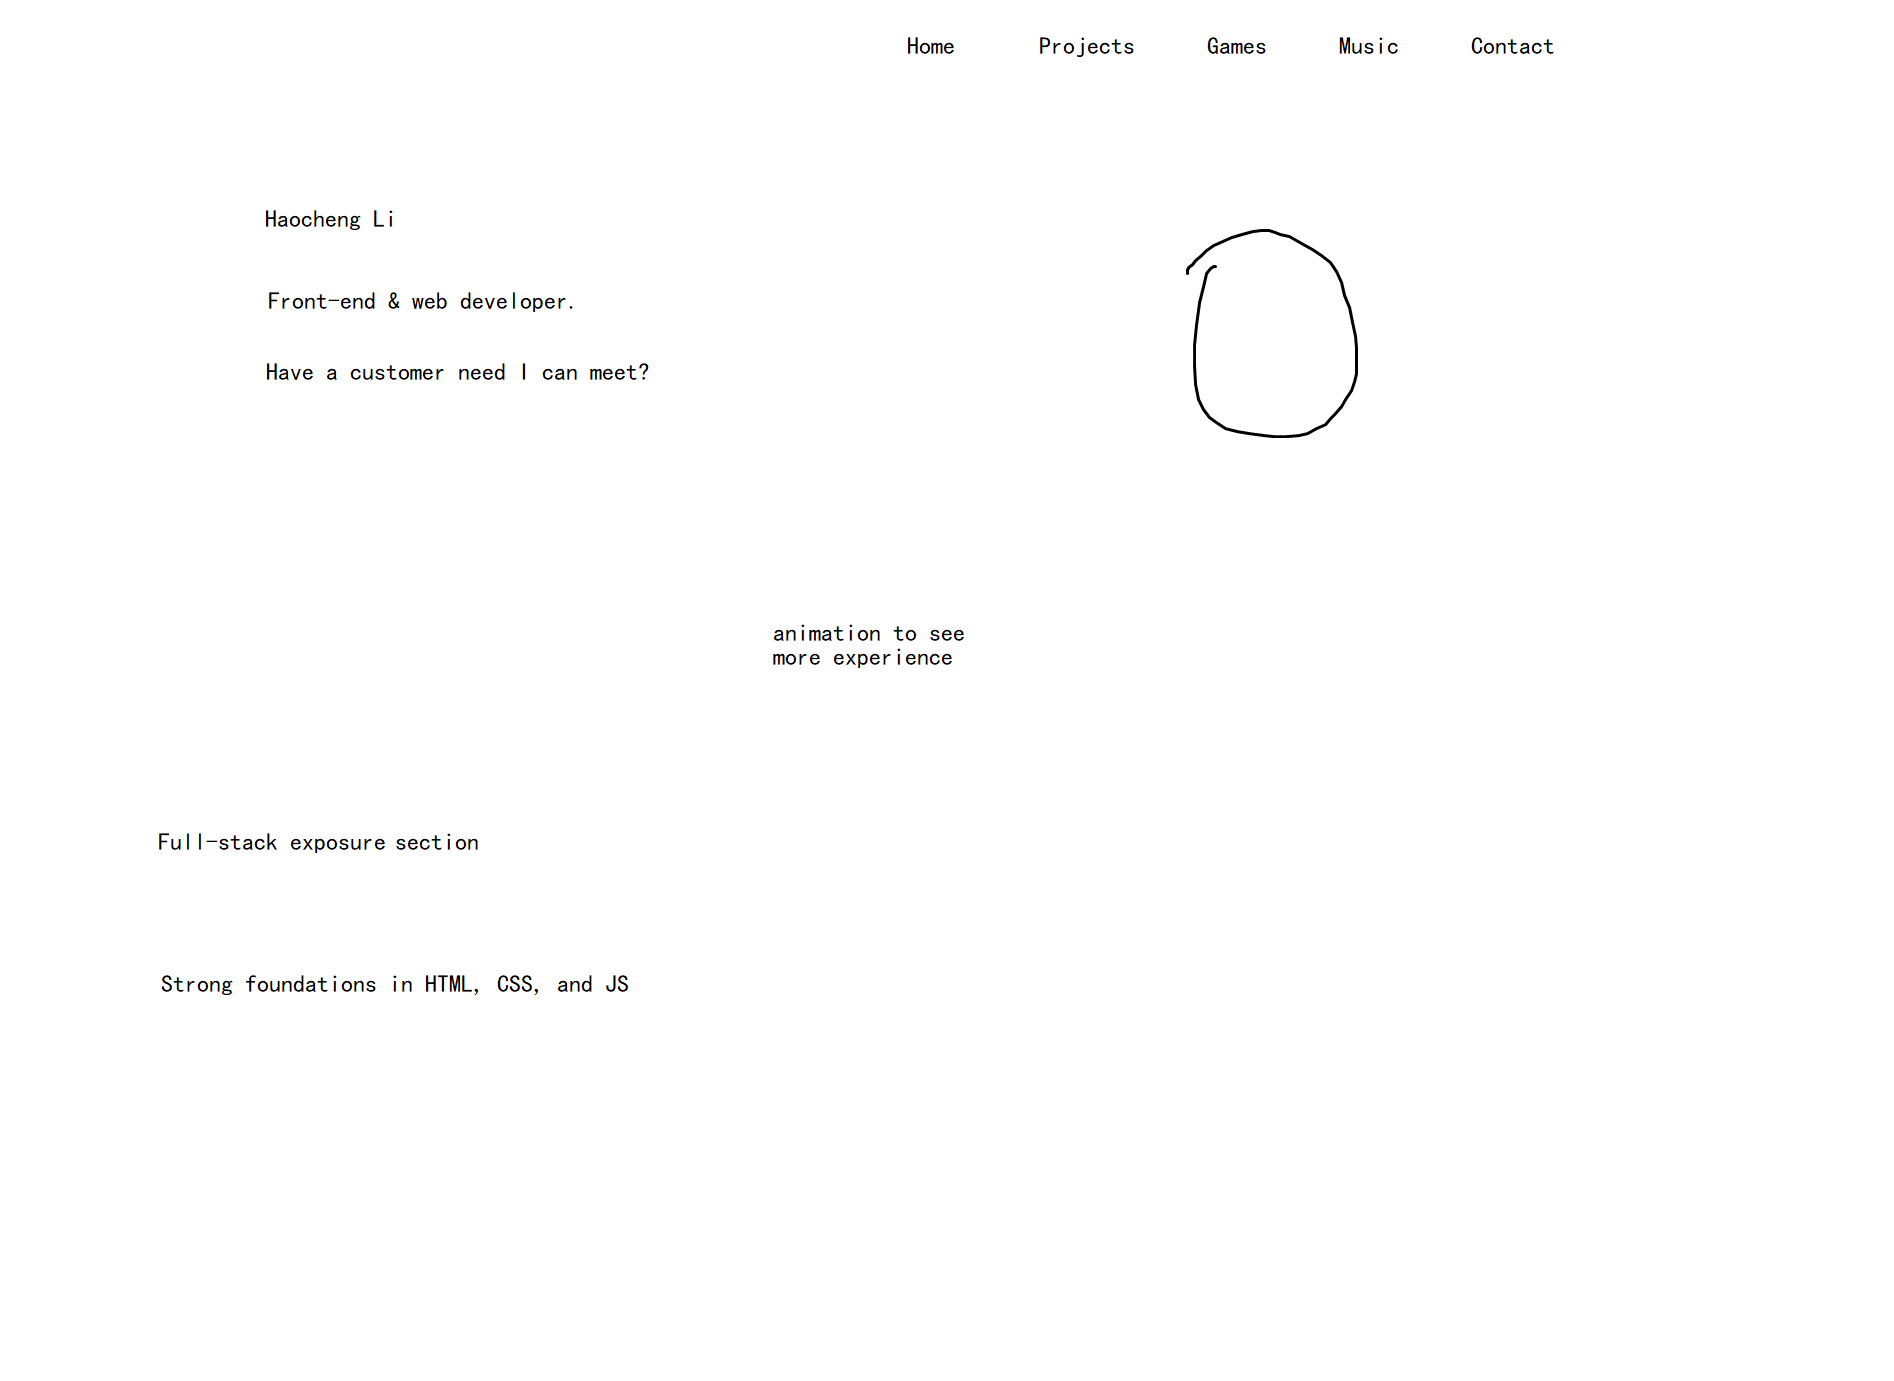 Home Projects Games Music Contact
Haocheng Li
Front-end & web developer.
Have a customer need I can meet?
animation to see
more experience
Full-stack exposure section
Strong foundations in HTML, CSS, and JS